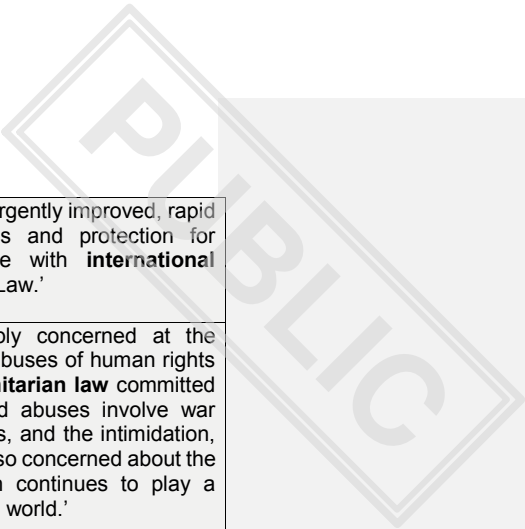 rgently improved, rapid
s and protection for
e with international
Law.’
ply concerned at the
buses of human rights
nitarian law committed
d abuses involve war
s, and the intimidation,
so concerned about the
n continues to play a
world.’
PUBLIC